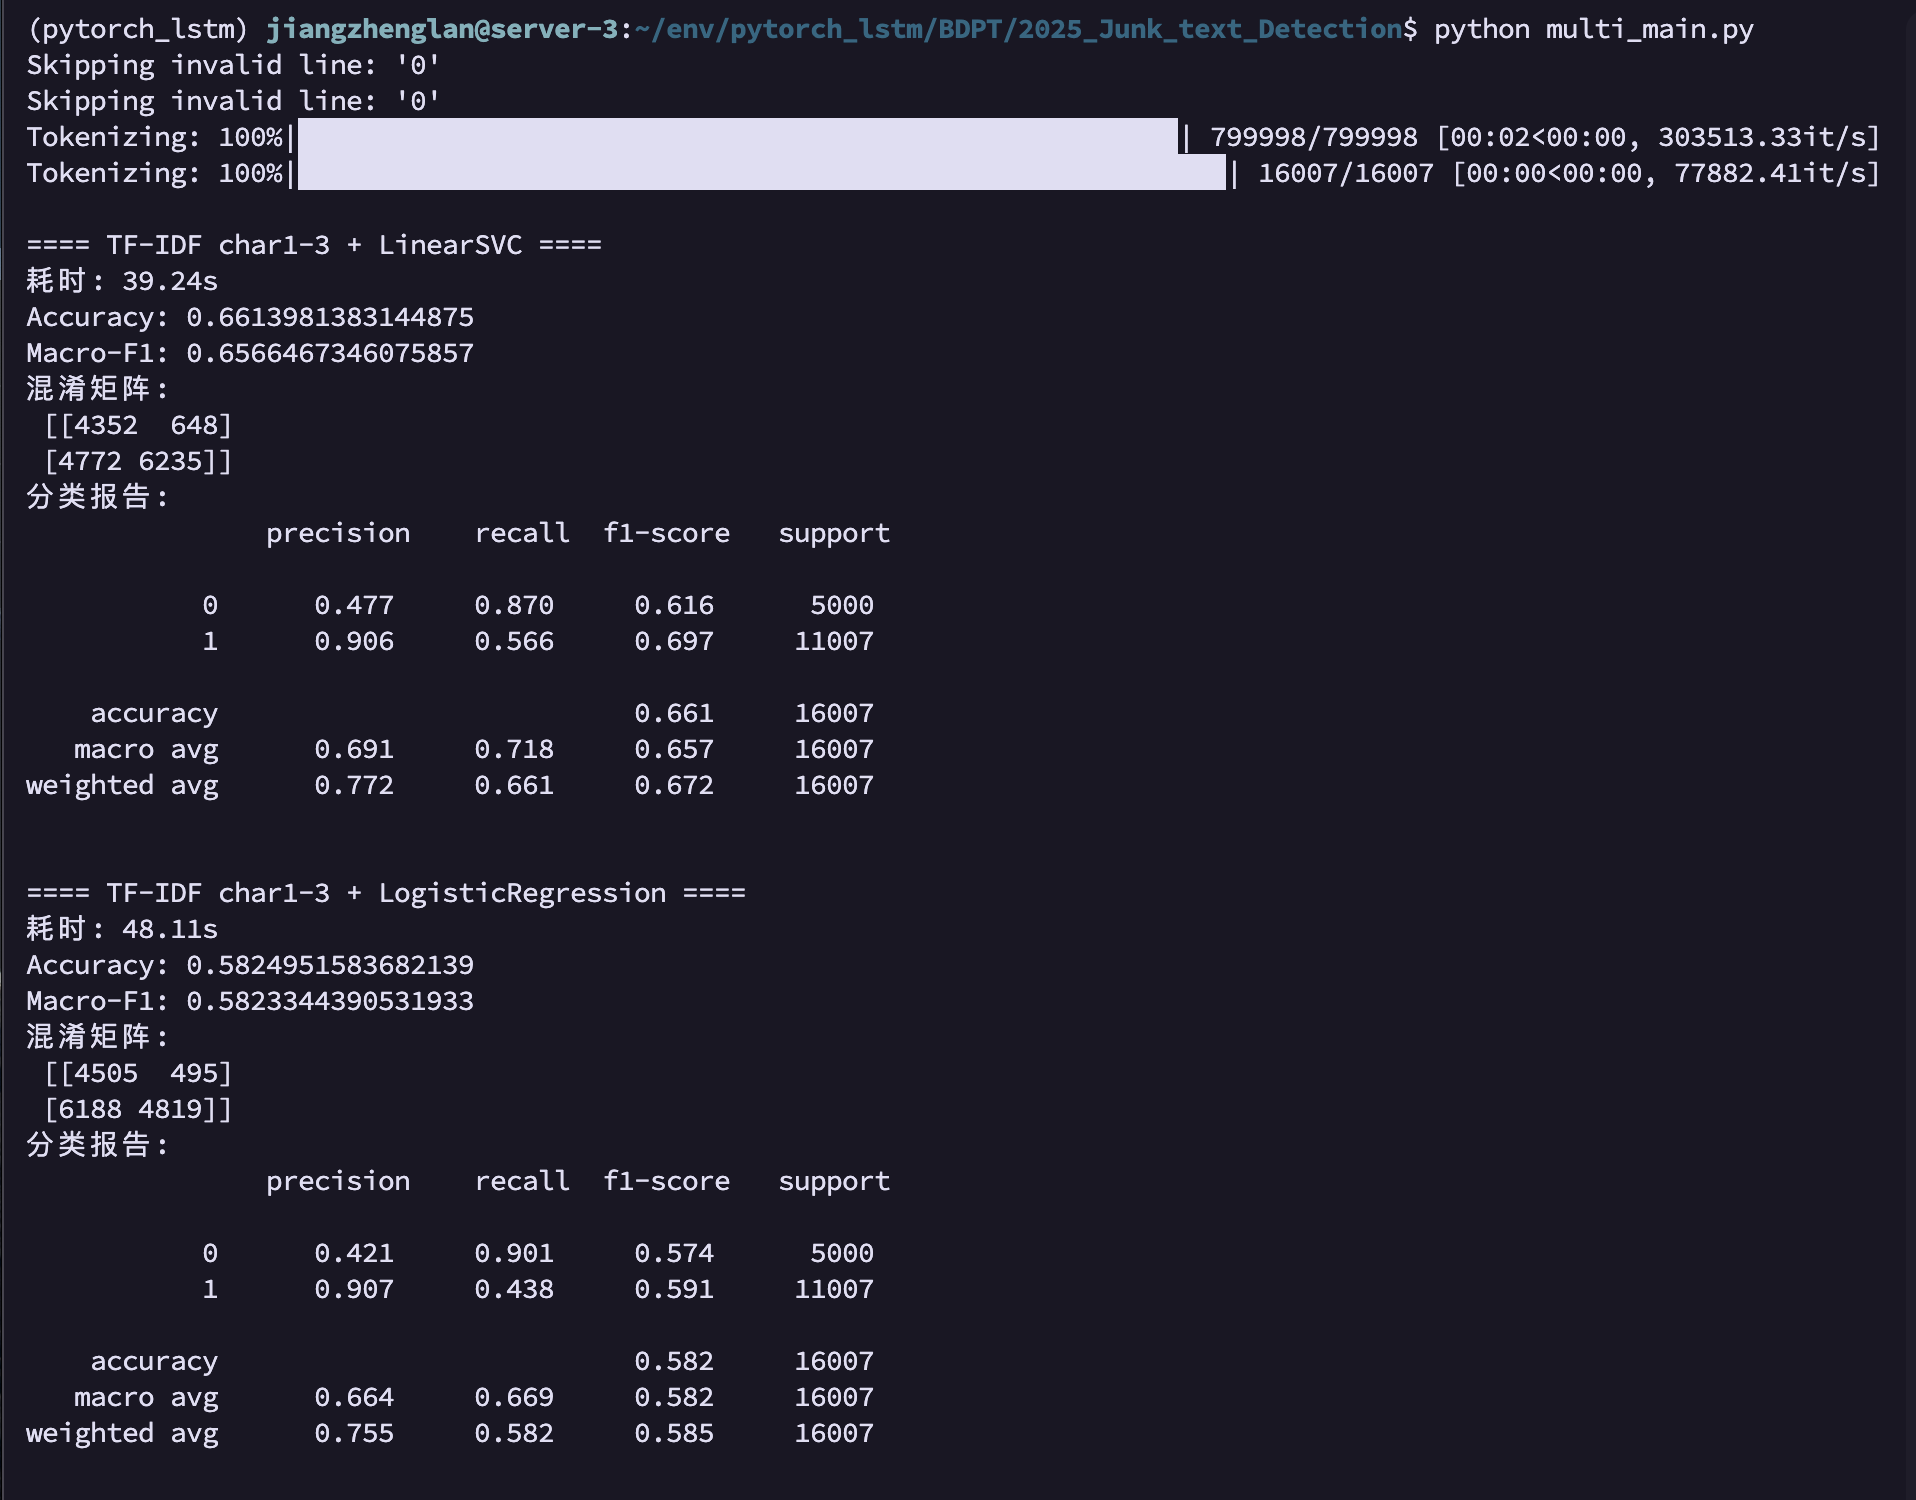 (pytorch_lstm) jiangzhenglan@server-3:~/env/pytorch_lstm/BDPT/2025_Junk_text_Detection$ python multi_main.py
Skipping invalid line: '0'
Skipping invalid line: '0'
Tokenizing: 100%|██████████| 799998/799998 [00:02<00:00, 303513.33it/s]
Tokenizing: 100%|██████████| 16007/16007 [00:00<00:00, 77882.41it/s]
==== TF-IDF char1-3 + LinearSVC ====
耗时: 39.24s
Accuracy: 0.6613981383144875
Macro-F1: 0.6566467346075857
混淆矩阵:
[[4352  648]
[4772 6235]]
分类报告:
precision    recall  f1-score   support
0      0.477     0.870     0.616      5000
1      0.906     0.566     0.697     11007
accuracy                          0.661     16007
macro avg      0.691     0.718     0.657     16007
weighted avg      0.772     0.661     0.672     16007
==== TF-IDF char1-3 + LogisticRegression ====
耗时: 48.11s
Accuracy: 0.5824951583682139
Macro-F1: 0.5823344390531933
混淆矩阵:
[[4505  495]
[6188 4819]]
分类报告:
precision    recall  f1-score   support
0      0.421     0.901     0.574      5000
1      0.907     0.438     0.591     11007
accuracy                          0.582     16007
macro avg      0.664     0.669     0.582     16007
weighted avg      0.755     0.582     0.585     16007